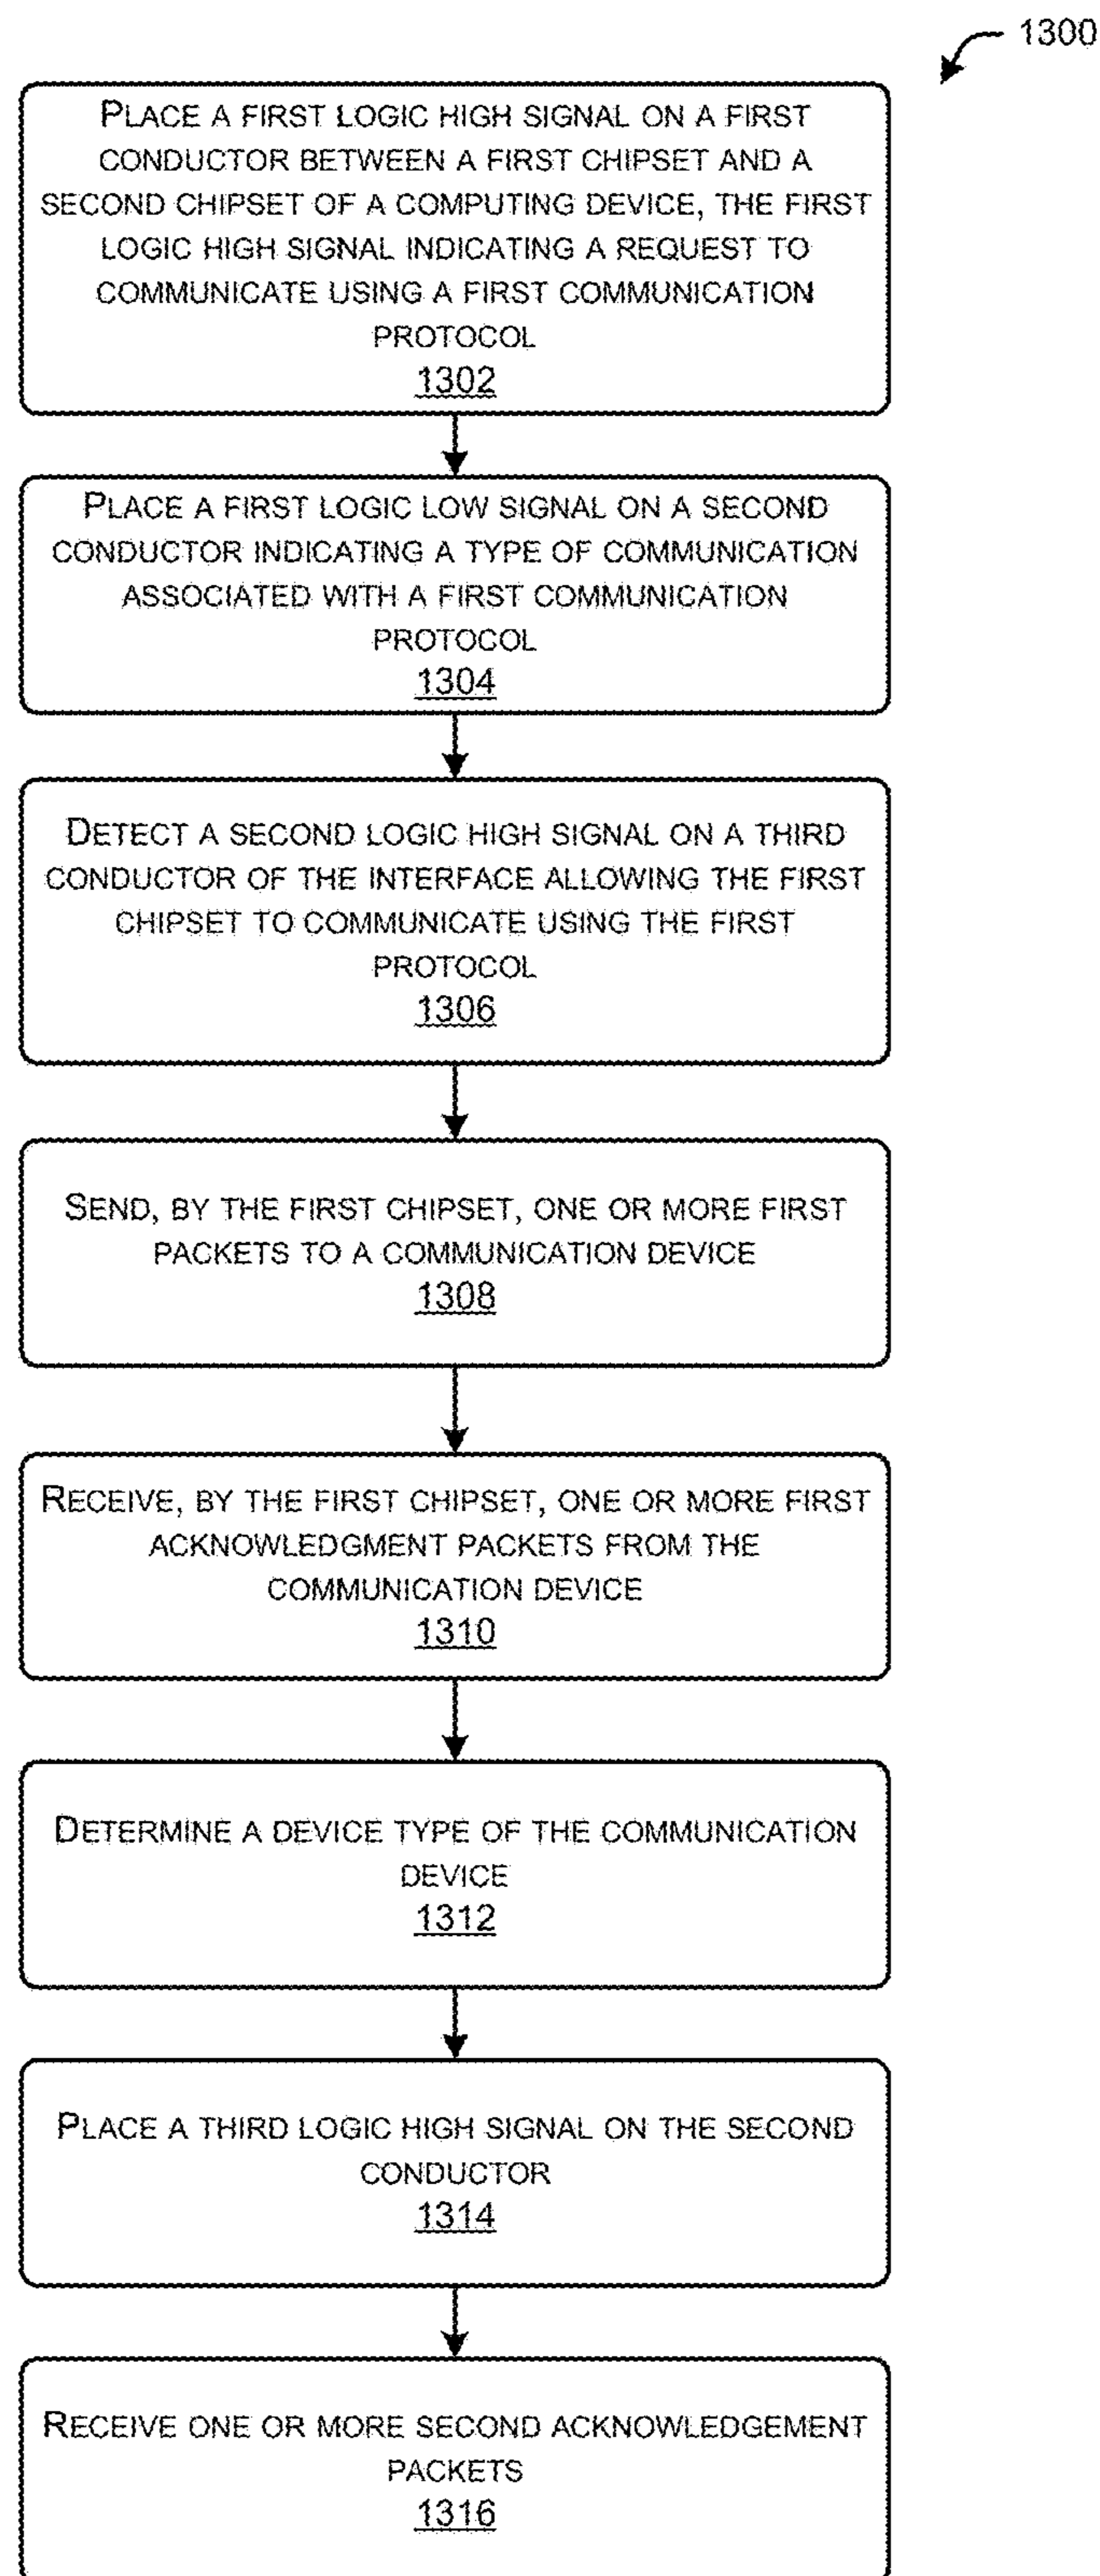 1300
PLACE A FIRST LOGIC HIGH SIGNAL ON A FIRST
CONDUCTOR BETWEEN A FIRST CHIPSET AND A
SECOND CHIPSET OF A COMPUTING DEVICE, THE FIRST
LOGIC HIGH SIGNAL INDICATING A REQUEST TO
COMMUNICATE USING A FIRST COMMUNICATION
PROTOCOL
1302
PLACE A FIRST LOGIC LOW SIGNAL ON A SECOND
CONDUCTOR INDICATING A TYPE OF COMMUNICATION
ASSOCIATED WITH A FIRST COMMUNICATION
PROTOCOL
1304
DETECT A SECOND LOGIC HIGH SIGNAL ON A THIRD
CONDUCTOR OF THE INTERFACE ALLOWING THE FIRST
CHIPSET TO COMMUNICATE USING THE FIRST
PROTOCOL
1306
SEND, BY THE FIRST CHIPSET, ONE OR MORE FIRST
PACKETS TO A COMMUNICATION DEVICE
1308
RECEIVE, BY THE FIRST CHIPSET, ONE OR MORE FIRST
ACKNOWLEDGMENT PACKETS FROM THE
COMMUNICATION DEVICE
1310
DETERMINE A DEVICE TYPE OF THE COMMUNICATION
DEVICE
1312
PLACE A THIRD LOGIC HIGH SIGNAL ON THE SECOND
CONDUCTOR
1314
RECEIVE ONE OR MORE SECOND ACKNOWLEDGEMENT
PACKETS
1316